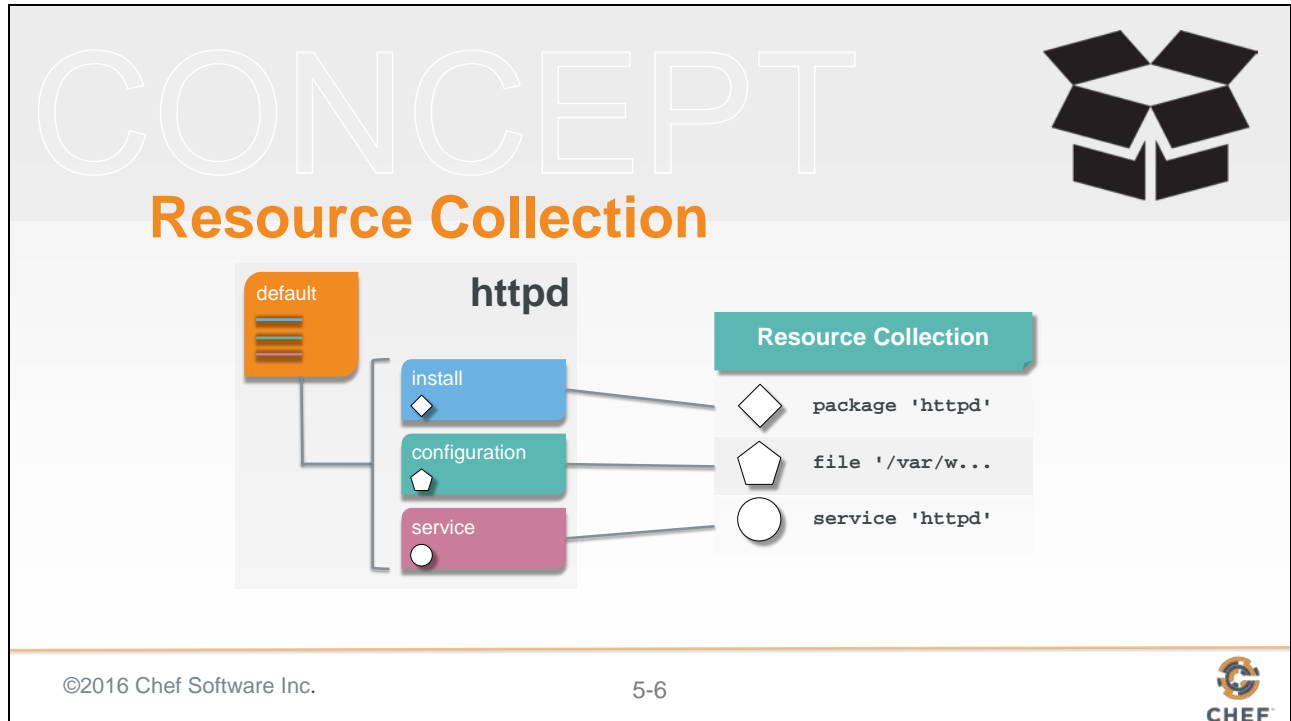 CONCEPT
Resource Collection
default
httpd
install
configuration
service
Resource Collection
package 'httpd'
file '/var/w...
service 'httpd'
©2016 Chef Software Inc.
5-6
CHEF